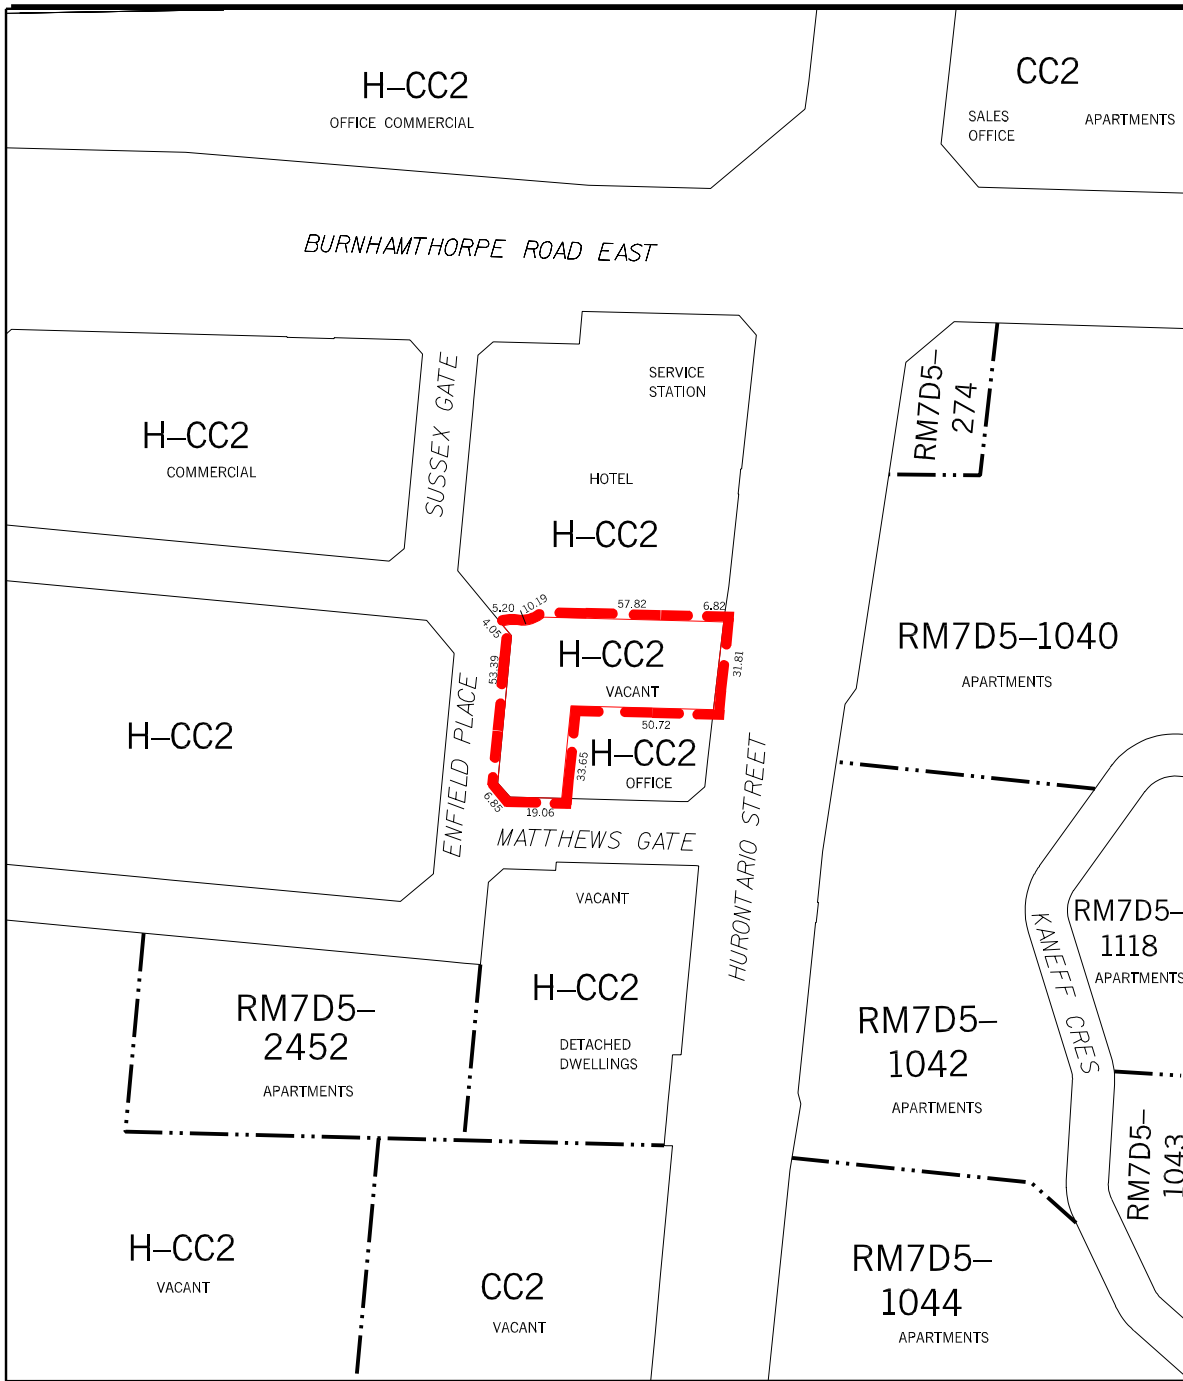 H–CC2
OFFICE COMMERCIAL
CC2
SALES
OFFICE
APARTMENTS
BURNHAMTHORPE ROAD EAST
SUSSEX GATE
SERVICE
STATION
RM7D5–
274
H–CC2
COMMERCIAL
HOTEL
H–CC2
5.20
10.19
57.82
6.82
4.05
53.39
31.81
H–CC2
VACANT
50.72
33.65
H–CC2
OFFICE
6.85
19.06
RM7D5–1040
APARTMENTS
H–CC2
ENFIELD PLACE
MATTHEWS GATE
HURONTARIO STREET
VACANT
H–CC2
DETACHED
DWELLINGS
KANEFF CRES
RM7D5–
1118
APARTMENTS
RM7D5–
2452
APARTMENTS
RM7D5–
1042
APARTMENTS
RM7D5–
1043
H–CC2
VACANT
CC2
VACANT
RM7D5–
1044
APARTMENTS